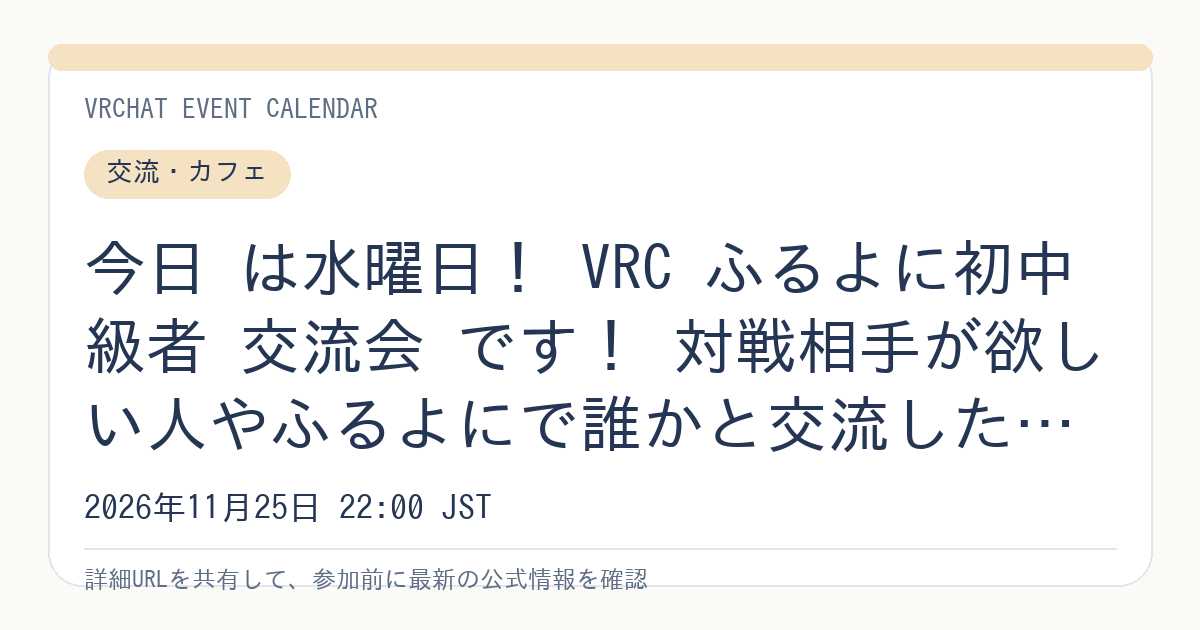 VRCHAT EVENT CALENDAR
交流・カフェ
今日 は水曜日！ VRC ふるよに初中
級者 交流会 です！ 対戦相手が欲し
い人やふるよにで誰かと交流した…
2026年11月25日 22:00 JST
詳細URLを共有して、参加前に最新の公式情報を確認